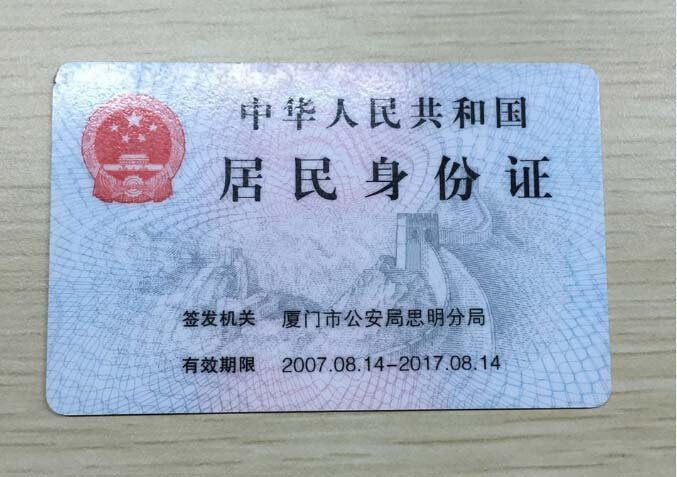 中华人民共和国
居民身份证
签发机关 厦门市公安局思明分局
有效期限 2007.08.14-2017.08.14